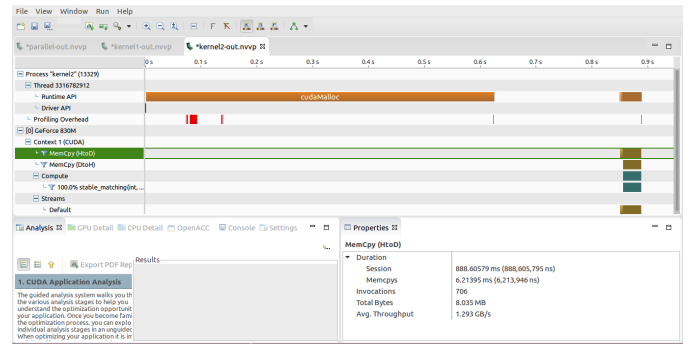 File View Window Run Help
*parallel-out.nvvp *kernel1-out.nvvp *kernel2-out.nvvp
0 s 0.1 s 0.2 s 0.3 s 0.4 s 0.5 s 0.6 s 0.7 s 0.8 s 0.9 s
Process "kernel2" (13329)
Thread 3316782912
Runtime API cudaMalloc
Driver API
Profiling Overhead
[0] GeForce 830M
Context 1 (CUDA)
MemCpy (HtoD)
MemCpy (DtoH)
Compute
100.0% stable_matching(int, ...
Streams
Default
Analysis GPU Detail CPU Detail OpenACC Console Settings
Export PDF Rep
Results
1. CUDA Application Analysis
The guided analysis system walks you th
the various analysis stages to help you
understand the optimization opportunit
your application. Once you become fami
the optimization process, you can explo
individual analysis stages in an unguided
When optimizing your application it is im
Properties
MemCpy (HtoD)
Duration
Session 888.60579 ms (888,605,795 ns)
Memcpys 6.21395 ms (6,213,946 ns)
Invocations 706
Total Bytes 8.035 MB
Avg. Throughput 1.293 GB/s